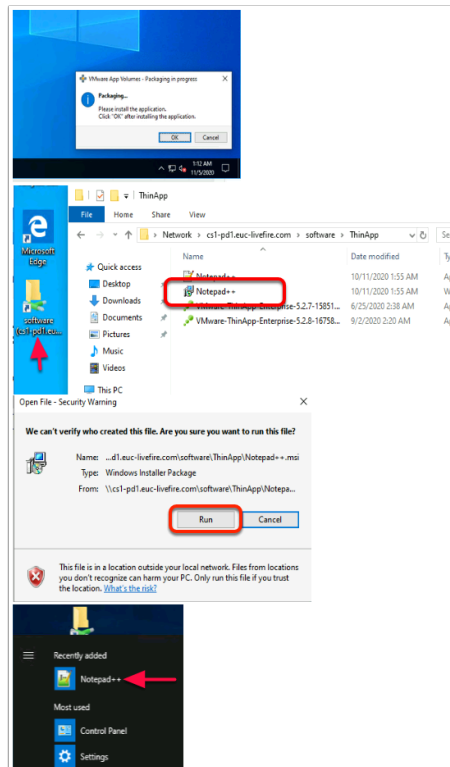 VMware App Volumes - Packaging in progress
Packaging...
Please install the application.
Click "OK" after installing the application.
OK Cancel
1:12 AM
11/5/2020
ThinApp
File Home Share View
Network > cs1-pd1.euc-livefire.com > software > ThinApp
Name Date modified
Quick access
Desktop
Downloads
Documents
Pictures
Music
Videos
This PC
Notepad++ 10/11/2020 1:55 AM
Notepad++ 10/11/2020 1:55 AM
VMware-ThinApp-Enterprise-5.2.7-15851... 6/25/2020 2:38 AM
VMware-ThinApp-Enterprise-5.2.8-16758... 9/2/2020 2:20 AM
Microsoft
Edge
software
(cs1-pd1.eu...
Open File - Security Warning
We can't verify who created this file. Are you sure you want to run this file?
Name: ...d1.euc-livefire.com\software\ThinApp\Notepad++.msi
Type: Windows Installer Package
From: \\cs1-pd1.euc-livefire.com\software\ThinApp\Notepa...
Run Cancel
This file is in a location outside your local network. Files from locations
you don't recognize can harm your PC. Only run this file if you trust
the location. What's the risk?
Recently added
Notepad++
Most used
Control Panel
Settings